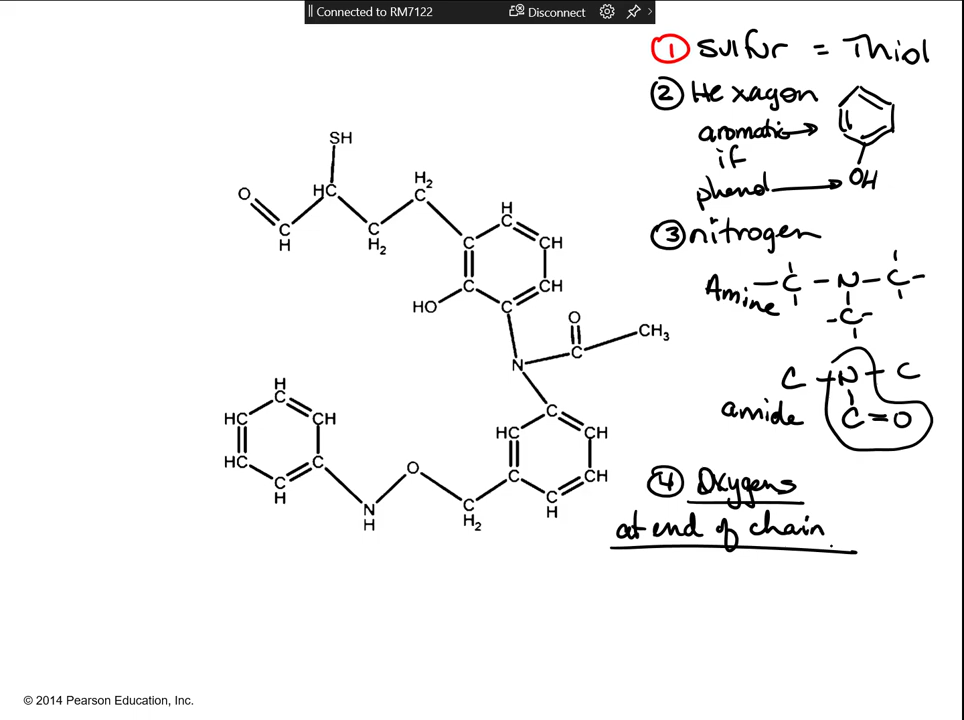 Connected to RM7122 Disconnect
① Sulfur = Thiol
② Hexagon
aromatic
if
phenol OH
③ nitrogen
Amine – C – N – C –
– C –
C – N – C
amide C = O
④ Oxygens
at end of chain.
SH
O HC H2
C
C H
H C
H2
H
C
C CH
HO C CH
C
O
C CH3
N
H
C
HC CH
HC C
C
H
C
HC CH
C CH
C
H
O
N
H
C
H2
© 2014 Pearson Education, Inc.